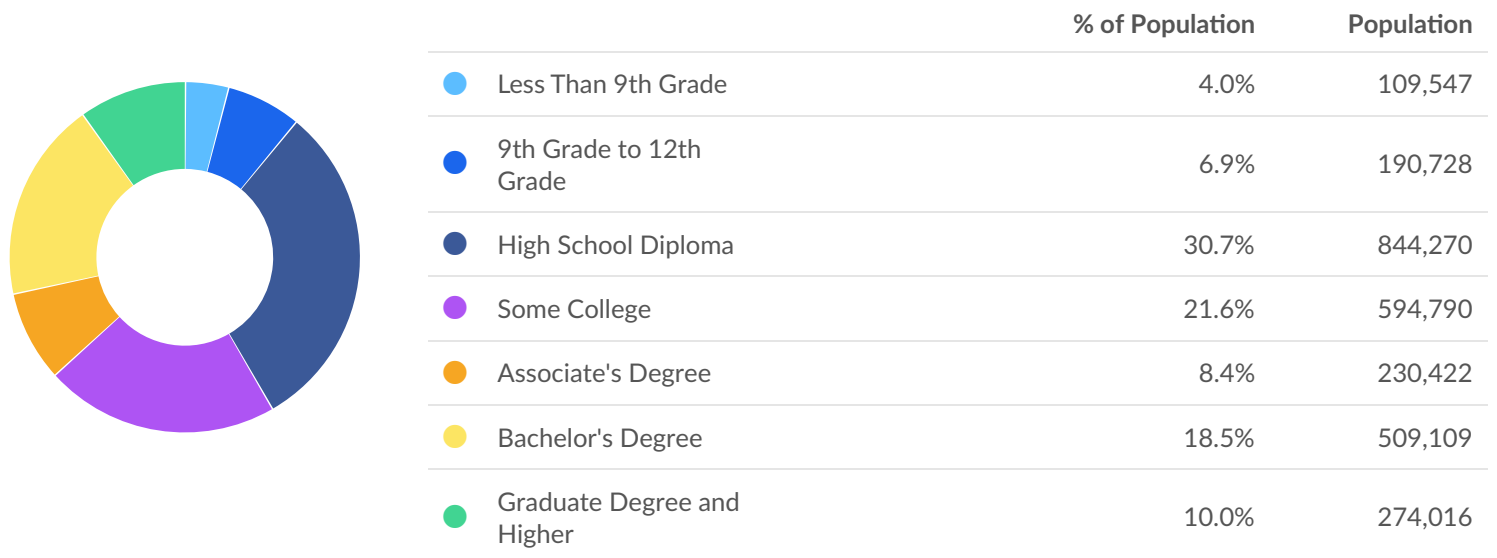 % of Population Population
Less Than 9th Grade 4.0% 109,547
9th Grade to 12th
Grade 6.9% 190,728
High School Diploma 30.7% 844,270
Some College 21.6% 594,790
Associate's Degree 8.4% 230,422
Bachelor's Degree 18.5% 509,109
Graduate Degree and
Higher 10.0% 274,016